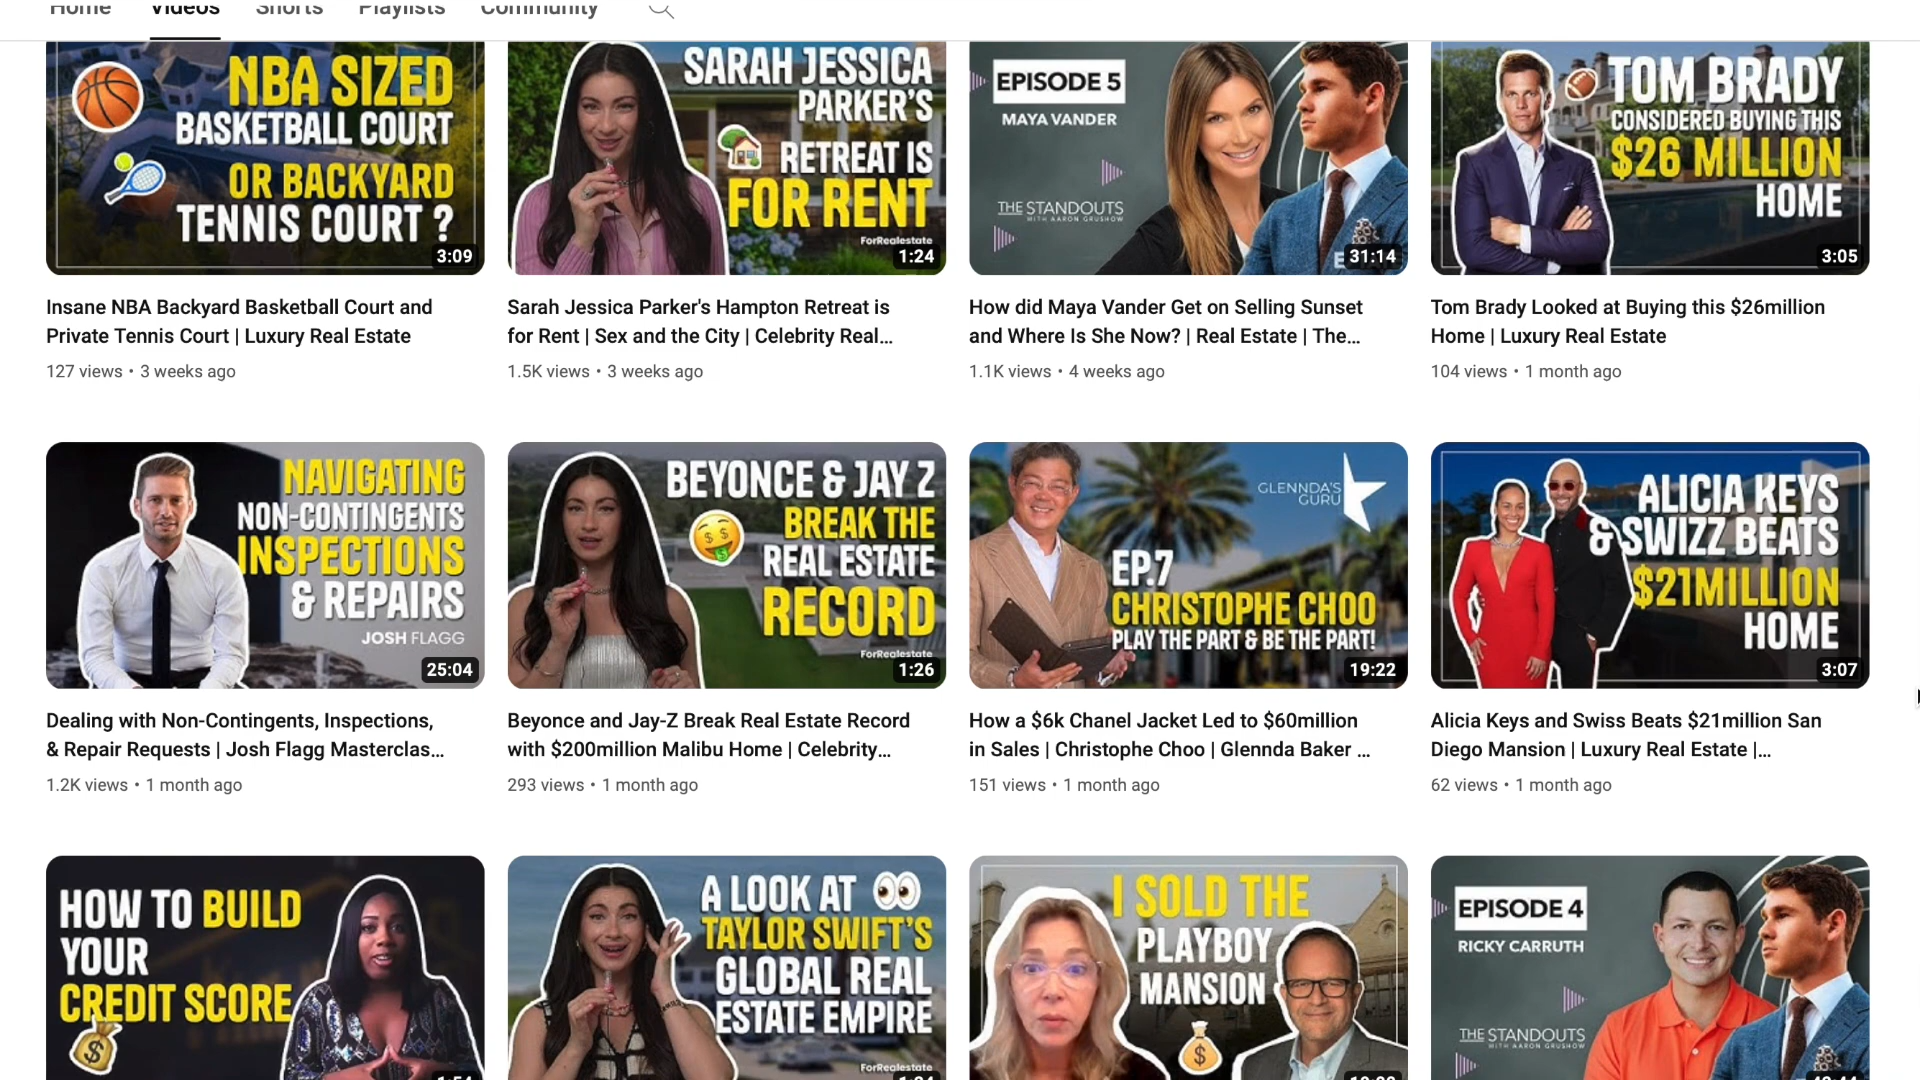 Home Videos Shorts Playlists Community
NBA SIZED
BASKETBALL COURT
OR BACKYARD
TENNIS COURT ?
3:09
SARAH JESSICA
PARKER'S
RETREAT IS
FOR RENT
ForRealestate
1:24
EPISODE 5
MAYA VANDER
THE STANDOUTS
WITH AARON GRUSHOW
E
31:14
TOM BRADY
CONSIDERED BUYING THIS
$26 MILLION
HOME
3:05
Insane NBA Backyard Basketball Court and
Private Tennis Court | Luxury Real Estate
127 views • 3 weeks ago
Sarah Jessica Parker's Hampton Retreat is
for Rent | Sex and the City | Celebrity Real...
1.5K views • 3 weeks ago
How did Maya Vander Get on Selling Sunset
and Where Is She Now? | Real Estate | The...
1.1K views • 4 weeks ago
Tom Brady Looked at Buying this $26million
Home | Luxury Real Estate
104 views • 1 month ago
NAVIGATING
NON-CONTINGENTS
INSPECTIONS
& REPAIRS
JOSH FLAGG
25:04
BEYONCE & JAY Z
BREAK THE
REAL ESTATE
RECORD
ForRealestate
1:26
GLENNDA'S
GURU
EP.7
CHRISTOPHE CHOO
PLAY THE PART & BE THE PART!
19:22
ALICIA KEYS
& SWIZZ BEATS
$21MILLION
HOME
3:07
Dealing with Non-Contingents, Inspections,
& Repair Requests | Josh Flagg Masterclas...
1.2K views • 1 month ago
Beyonce and Jay-Z Break Real Estate Record
with $200million Malibu Home | Celebrity...
293 views • 1 month ago
How a $6k Chanel Jacket Led to $60million
in Sales | Christophe Choo | Glennda Baker ...
151 views • 1 month ago
Alicia Keys and Swiss Beats $21million San
Diego Mansion | Luxury Real Estate |...
62 views • 1 month ago
HOW TO BUILD
YOUR
CREDIT SCORE
A LOOK AT
TAYLOR SWIFT'S
GLOBAL REAL
ESTATE EMPIRE
ForRealestate
I SOLD THE
PLAYBOY
MANSION
EPISODE 4
RICKY CARRUTH
THE STANDOUTS
WITH AARON GRUSHOW